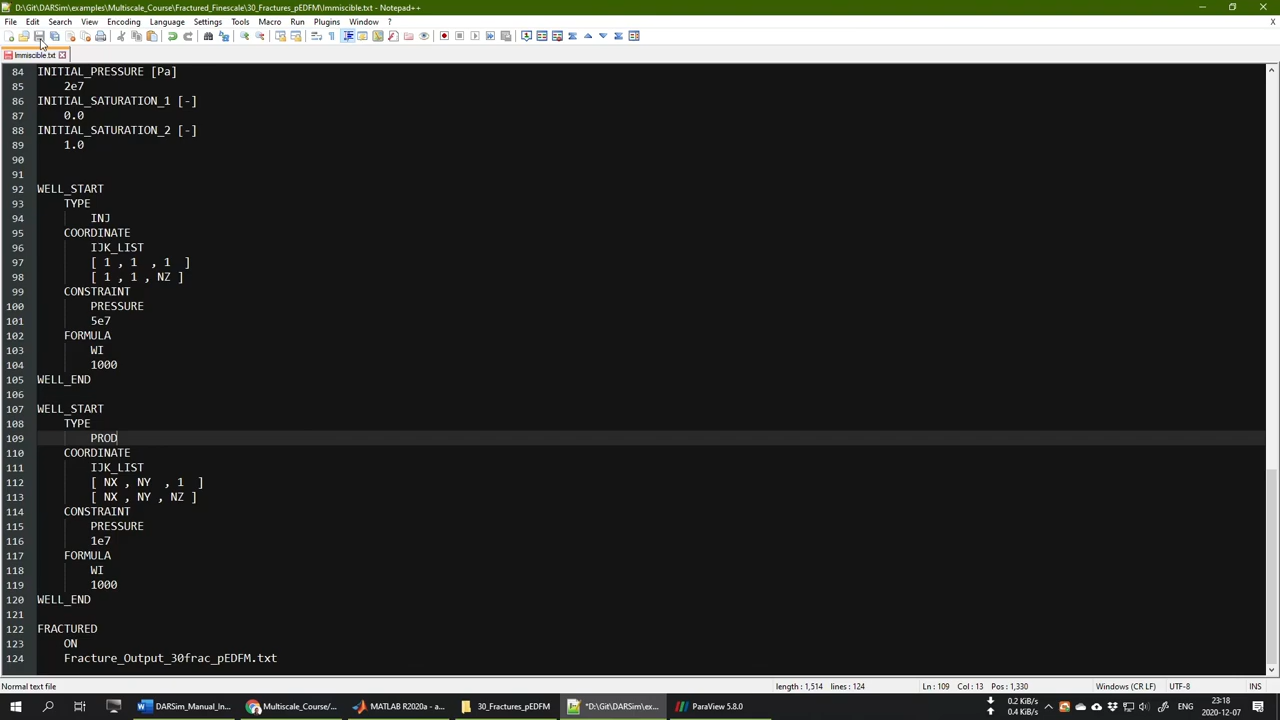 D:\Git\DARSim\examples\Multiscale_Course\Fractured_Finescale\30_Fractures_pEDFM\Immiscible.txt - Notepad++
File Edit Search View Encoding Language Settings Tools Macro Run Plugins Window ? X
Immiscible.txt
84 INITIAL_PRESSURE [Pa]
85 2e7
86 INITIAL_SATURATION_1 [-]
87 0.0
88 INITIAL_SATURATION_2 [-]
89 1.0
90
91
92 WELL_START
93 TYPE
94 INJ
95 COORDINATE
96 IJK_LIST
97 [ 1 , 1 , 1 ]
98 [ 1 , 1 , NZ ]
99 CONSTRAINT
100 PRESSURE
101 5e7
102 FORMULA
103 WI
104 1000
105 WELL_END
106
107 WELL_START
108 TYPE
109 PROD
110 COORDINATE
111 IJK_LIST
112 [ NX , NY , 1 ]
113 [ NX , NY , NZ ]
114 CONSTRAINT
115 PRESSURE
116 1e7
117 FORMULA
118 WI
119 1000
120 WELL_END
121
122 FRACTURED
123 ON
124 Fracture_Output_30frac_pEDFM.txt
Normal text file length : 1,514 lines : 124 Ln : 109 Col : 13 Pos : 1,330 Windows (CR LF) UTF-8 INS
DARSim_Manual_In... Multiscale_Course/... MATLAB R2020a - a... 30_Fractures_pEDFM *D:\Git\DARSim\ex... ParaView 5.8.0 0.2 KiB/s 0.4 KiB/s ENG 23:18 2020-12-07